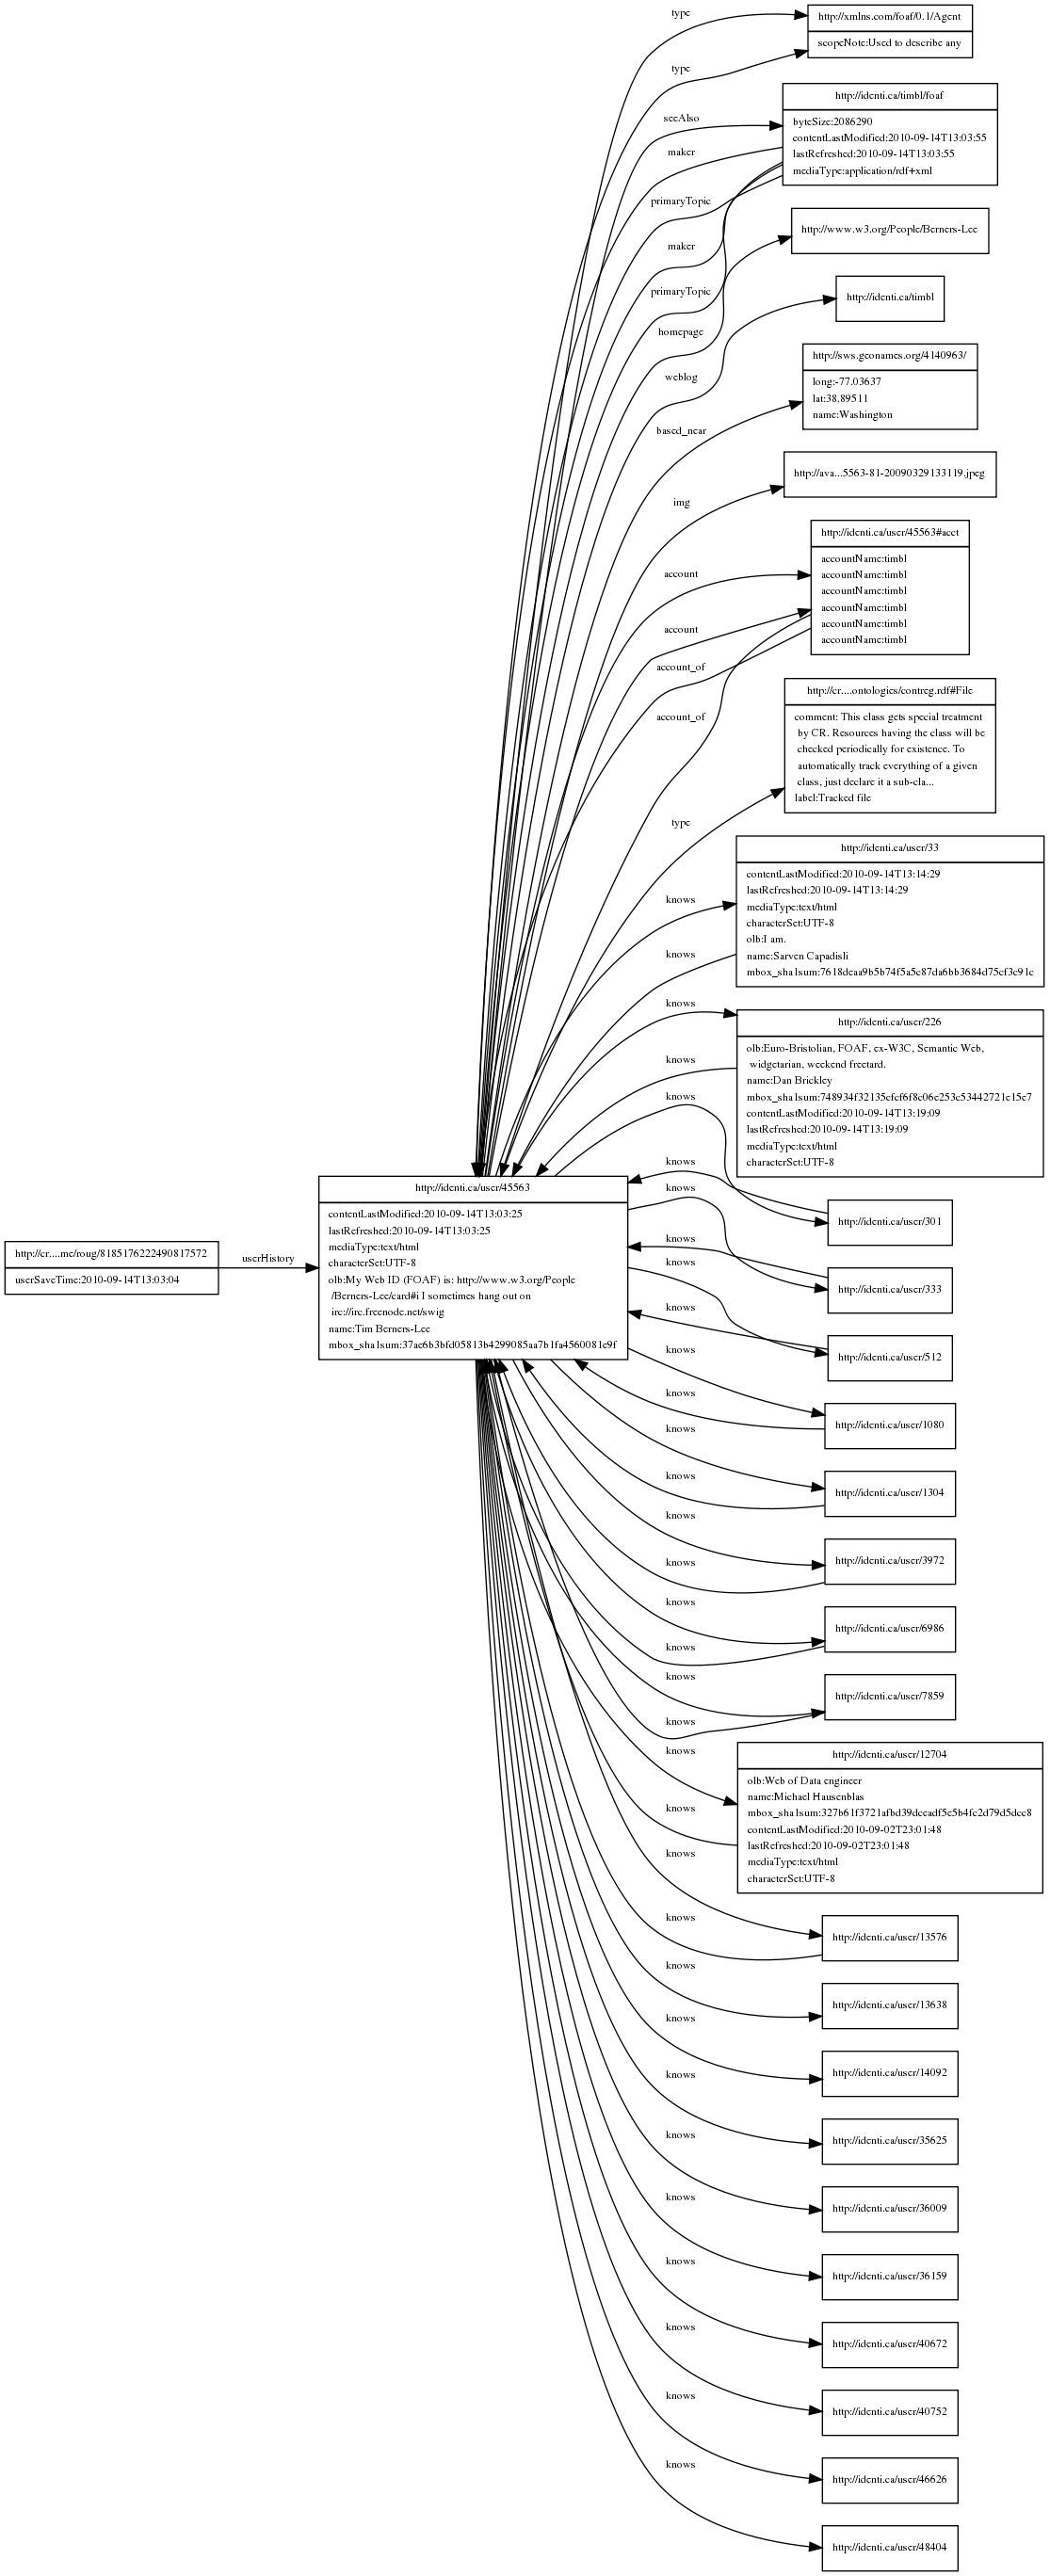 type
http://xmlns.com/foaf/0.1/Agent
scopeNote:Used to describe any
type
http://identi.ca/timbl/foaf
byteSize:2086290
contentLastModified:2010-09-14T13:03:55
lastRefreshed:2010-09-14T13:03:55
mediaType:application/rdf+xml
seeAlso
maker
primaryTopic
http://www.w3.org/People/Berners-Lee
maker
primaryTopic
http://identi.ca/timbl
homepage
http://sws.geonames.org/4140963/
long:-77.03637
lat:38.89511
name:Washington
weblog
based_near
http://ava...5563-81-20090329133119.jpeg
img
http://identi.ca/user/45563#acct
accountName:timbl
accountName:timbl
accountName:timbl
accountName:timbl
accountName:timbl
accountName:timbl
account
account
account_of
account_of
http://cr....ontologies/contreg.rdf#File
comment: This class gets special treatment
by CR. Resources having the class will be
checked periodically for existence. To
automatically track everything of a given
class, just declare it a sub-cla...
label:Tracked file
type
http://identi.ca/user/33
contentLastModified:2010-09-14T13:14:29
lastRefreshed:2010-09-14T13:14:29
mediaType:text/html
characterSet:UTF-8
olb:I am.
name:Sarven Capadisli
mbox_sha1sum:7618deaa9b5b74f5a5c87da6bb3684d75cf3c91c
knows
knows
knows
http://identi.ca/user/226
olb:Euro-Bristolian, FOAF, ex-W3C, Semantic Web,
widgetarian, weekend freetard.
name:Dan Brickley
mbox_sha1sum:748934f32135cfcf6f8c06e253c53442721e15e7
contentLastModified:2010-09-14T13:19:09
lastRefreshed:2010-09-14T13:19:09
mediaType:text/html
characterSet:UTF-8
knows
knows
knows
knows
http://identi.ca/user/301
http://cr....me/roug/8185176222490817572
userSaveTime:2010-09-14T13:03:04
userHistory
http://identi.ca/user/45563
contentLastModified:2010-09-14T13:03:25
lastRefreshed:2010-09-14T13:03:25
mediaType:text/html
characterSet:UTF-8
olb:My Web ID (FOAF) is: http://www.w3.org/People
/Berners-Lee/card#i I sometimes hang out on
irc://irc.freenode.net/swig
name:Tim Berners-Lee
mbox_sha1sum:37ae6b3bfd05813b4299085aa7b1fa4560081e9f
knows
knows
http://identi.ca/user/333
knows
http://identi.ca/user/512
knows
knows
http://identi.ca/user/1080
knows
knows
http://identi.ca/user/1304
knows
http://identi.ca/user/3972
knows
knows
http://identi.ca/user/6986
knows
knows
http://identi.ca/user/7859
knows
knows
http://identi.ca/user/12704
olb:Web of Data engineer
name:Michael Hausenblas
mbox_sha1sum:327b61f3721afbd39dceadf5e5b4fc2d79d5dcc8
contentLastModified:2010-09-02T23:01:48
lastRefreshed:2010-09-02T23:01:48
mediaType:text/html
characterSet:UTF-8
knows
knows
knows
http://identi.ca/user/13576
knows
http://identi.ca/user/13638
knows
http://identi.ca/user/14092
knows
http://identi.ca/user/35625
knows
http://identi.ca/user/36009
knows
http://identi.ca/user/36159
knows
http://identi.ca/user/40672
knows
http://identi.ca/user/40752
knows
http://identi.ca/user/46626
knows
http://identi.ca/user/48404